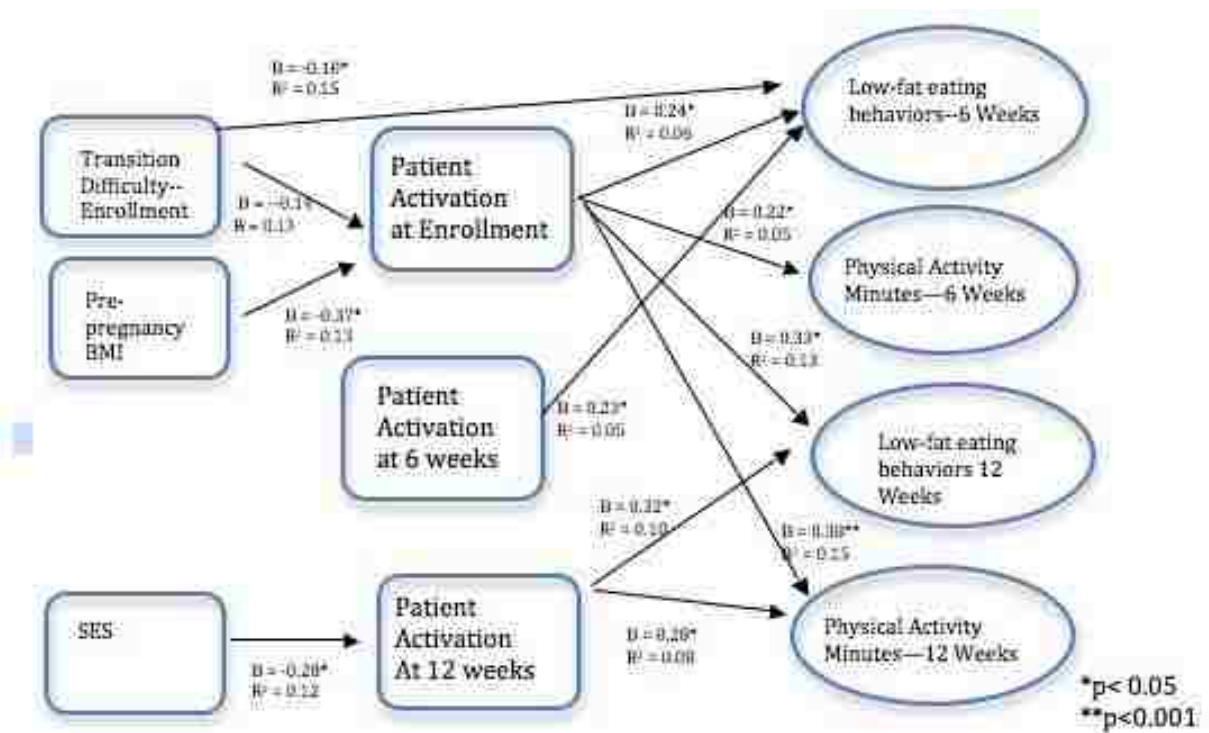 B = -0.16*
R² = 0.15
Low-fat eating
behaviors--6 Weeks
B = 0.24*
R² = 0.06
Transition
Difficulty--
Enrollment
Patient
Activation
at Enrollment
B =
= 0.13
B = 0.22*
R² = 0.05
Physical Activity
Minutes—6 Weeks
Pre-
pregnancy
BMI
B = -0.37*
R² = 0.13
B = 0.33*
R² = 0.13
Patient
Activation
at 6 weeks
B = 0.23*
R² = 0.05
Low-fat eating
behaviors 12
Weeks
B = 0.32*
R² = 0.10
R² = 0.15
SES
Patient
Activation
At 12 weeks
Physical Activity
Minutes—12 Weeks
B = -0.28*
R² = 0.12
B = 0.28*
R² = 0.08
*p< 0.05
**p<0.001